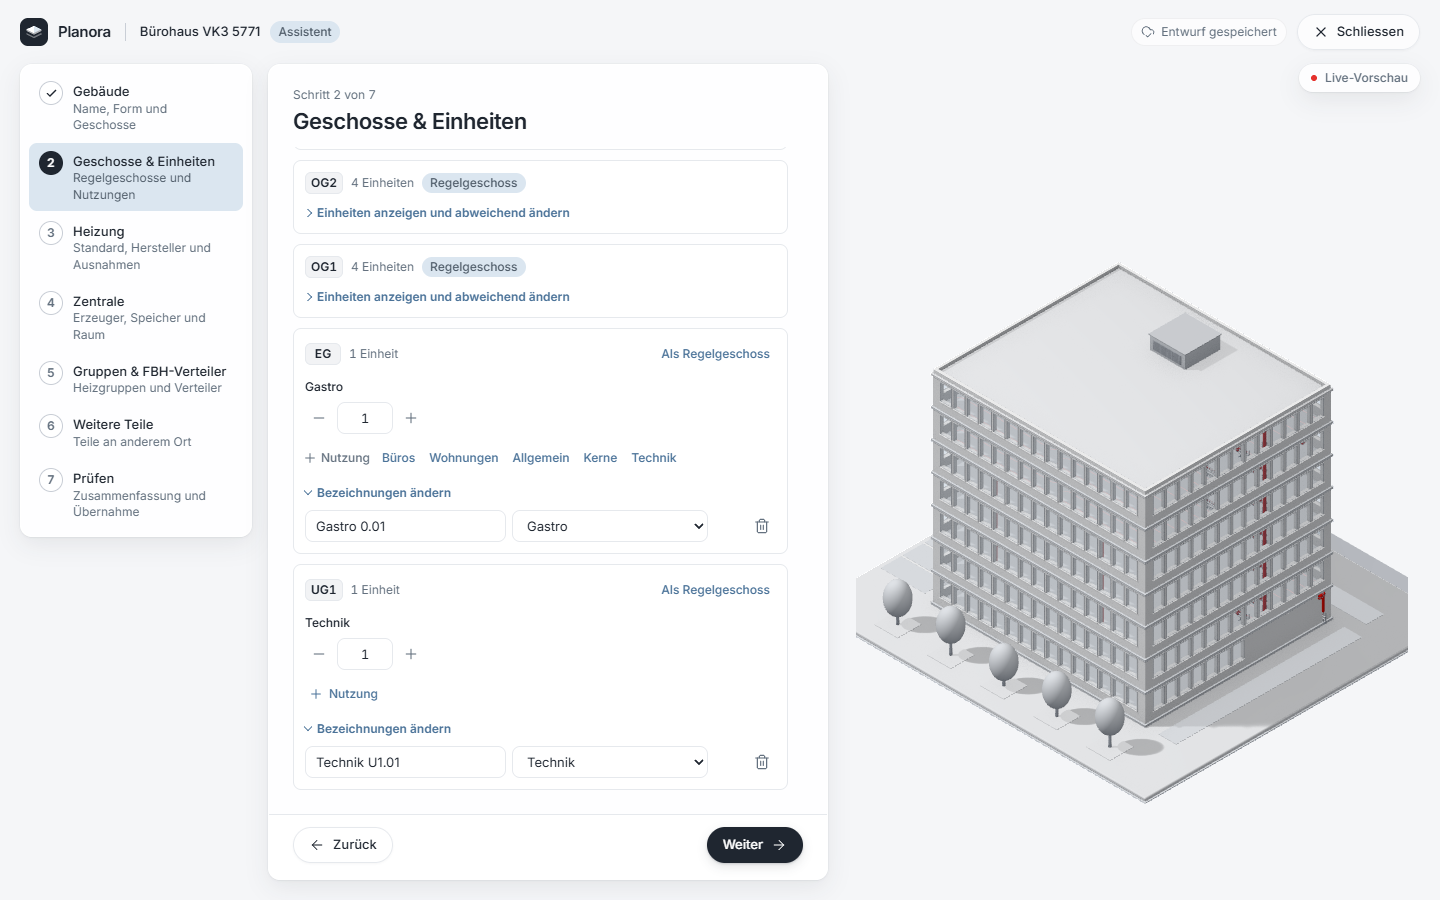 Planora
Bürohaus VK3 5771
Assistent
Entwurf gespeichert
Schliessen
Live-Vorschau
Gebäude
Name, Form und
Geschosse
2
Geschosse & Einheiten
Regelgeschosse und
Nutzungen
3
Heizung
Standard, Hersteller und
Ausnahmen
4
Zentrale
Erzeuger, Speicher und
Raum
5
Gruppen & FBH-Verteiler
Heizgruppen und Verteiler
6
Weitere Teile
Teile an anderem Ort
7
Prüfen
Zusammenfassung und
Übernahme
Schritt 2 von 7
Geschosse & Einheiten
OG2 4 Einheiten Regelgeschoss
Einheiten anzeigen und abweichend ändern
OG1 4 Einheiten Regelgeschoss
Einheiten anzeigen und abweichend ändern
EG 1 Einheit Als Regelgeschoss
Gastro
1
Nutzung Büros Wohnungen Allgemein Kerne Technik
Bezeichnungen ändern
Gastro 0.01 Gastro
UG1 1 Einheit Als Regelgeschoss
Technik
1
Nutzung
Bezeichnungen ändern
Technik U1.01 Technik
Zurück
Weiter